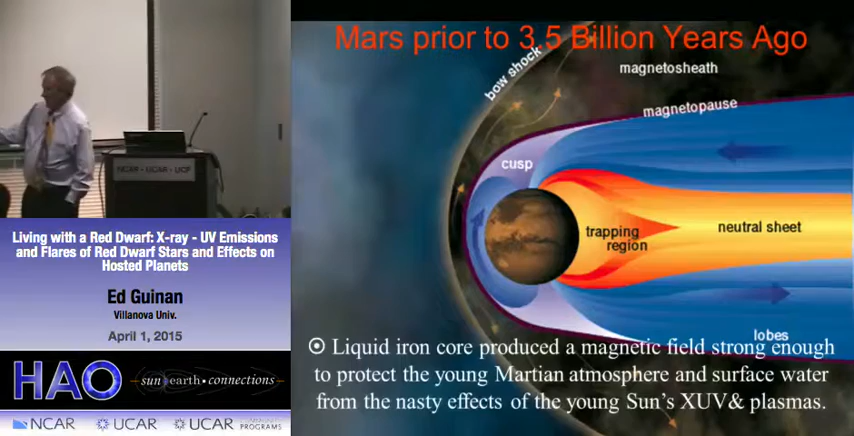 NCAR - UCAR - UCP
Living with a Red Dwarf: X-ray - UV Emissions
and Flares of Red Dwarf Stars and Effects on
Hosted Planets
Ed Guinan
Villanova Univ.
April 1, 2015
HAO
sun earth • connections
NCAR
UCAR
UCAR
PROGRAMS
Mars prior to 3.5 Billion Years Ago
bow shock
magnetosheath
magnetopause
cusp
trapping
region
neutral sheet
lobes
Liquid iron core produced a magnetic field strong enough
to protect the young Martian atmosphere and surface water
from the nasty effects of the young Sun's XUV& plasmas.